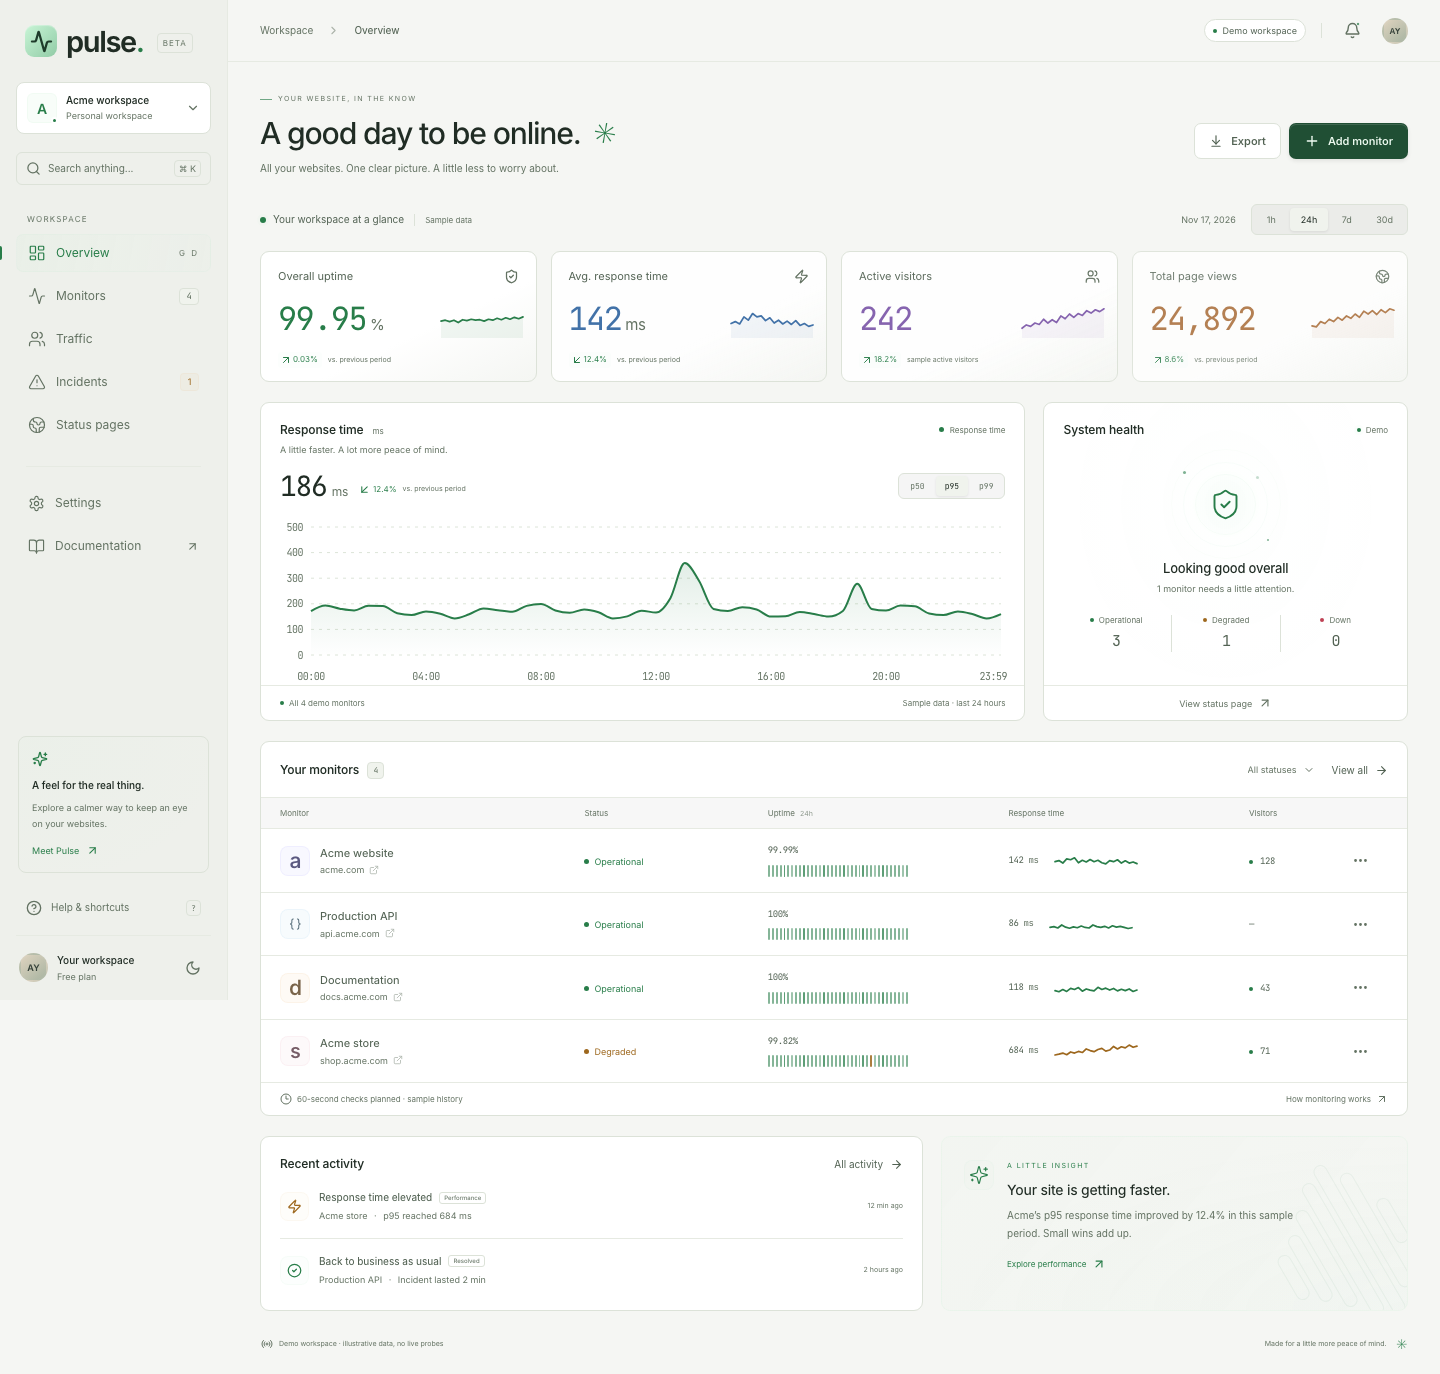 pulse. BETA
A Acme workspace
Personal workspace
Search anything... ⌘ K
WORKSPACE
Overview G D
Monitors 4
Traffic
Incidents 1
Status pages
Settings
Documentation
A feel for the real thing.
Explore a calmer way to keep an eye
on your websites.
Meet Pulse
Help & shortcuts ?
AY Your workspace
Free plan
Workspace Overview
Demo workspace AY
YOUR WEBSITE, IN THE KNOW
A good day to be online.
All your websites. One clear picture. A little less to worry about.
Export Add monitor
Your workspace at a glance Sample data
Nov 17, 2026 1h 24h 7d 30d
Overall uptime
99.95 %
0.03% vs. previous period
Avg. response time
142 ms
12.4% vs. previous period
Active visitors
242
18.2% sample active visitors
Total page views
24,892
8.6% vs. previous period
Response time ms
Response time
A little faster. A lot more peace of mind.
186 ms 12.4% vs. previous period
p50 p95 p99
500
400
300
200
100
0
00:00 04:00 08:00 12:00 16:00 20:00 23:59
All 4 demo monitors Sample data · last 24 hours
System health Demo
Looking good overall
1 monitor needs a little attention.
Operational Degraded Down
3 1 0
View status page
Your monitors 4
All statuses View all
Monitor Status Uptime 24h Response time Visitors
a Acme website
acme.com
Operational
99.99%
142 ms
128
{} Production API
api.acme.com
Operational
100%
86 ms
—
d Documentation
docs.acme.com
Operational
100%
118 ms
43
s Acme store
shop.acme.com
Degraded
99.82%
684 ms
71
60-second checks planned · sample history How monitoring works
Recent activity All activity
Response time elevated Performance
Acme store · p95 reached 684 ms
12 min ago
Back to business as usual Resolved
Production API · Incident lasted 2 min
2 hours ago
A LITTLE INSIGHT
Your site is getting faster.
Acme's p95 response time improved by 12.4% in this sample
period. Small wins add up.
Explore performance
Demo workspace · illustrative data, no live probes
Made for a little more peace of mind.